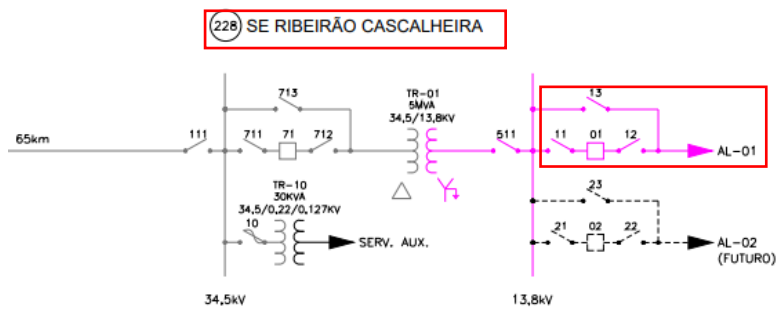 228 SE RIBEIRÃO CASCALHEIRA
713
TR-01
5MVA
34,5/13,8KV
13
65km
111
711
71
712
511
11
01
12
AL-01
TR-10
30KVA
34,5/0,22/0,127KV
10
SERV. AUX.
23
21
02
22
AL-02
(FUTURO)
34,5kV
13,8kV